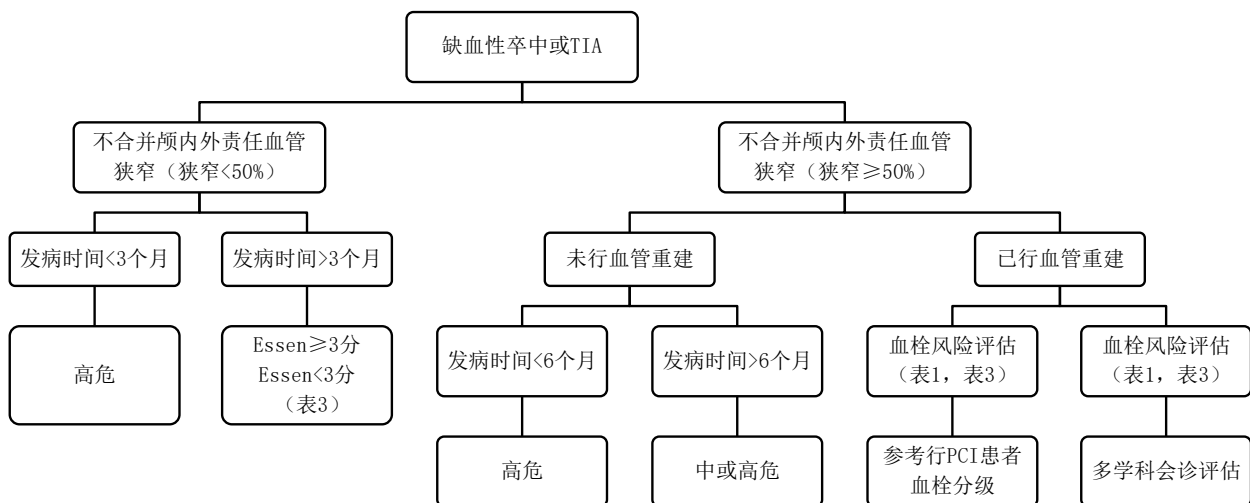 缺血性卒中或TIA
不合并颅内外责任血管
狭窄（狭窄<50%）
不合并颅内外责任血管
狭窄（狭窄≥50%）
发病时间<3个月
发病时间>3个月
未行血管重建
已行血管重建
高危
Essen≥3分
Essen<3分
（表3）
发病时间<6个月
发病时间>6个月
血栓风险评估
（表1，表3）
血栓风险评估
（表1，表3）
高危
中或高危
参考行PCI患者
血栓分级
多学科会诊评估